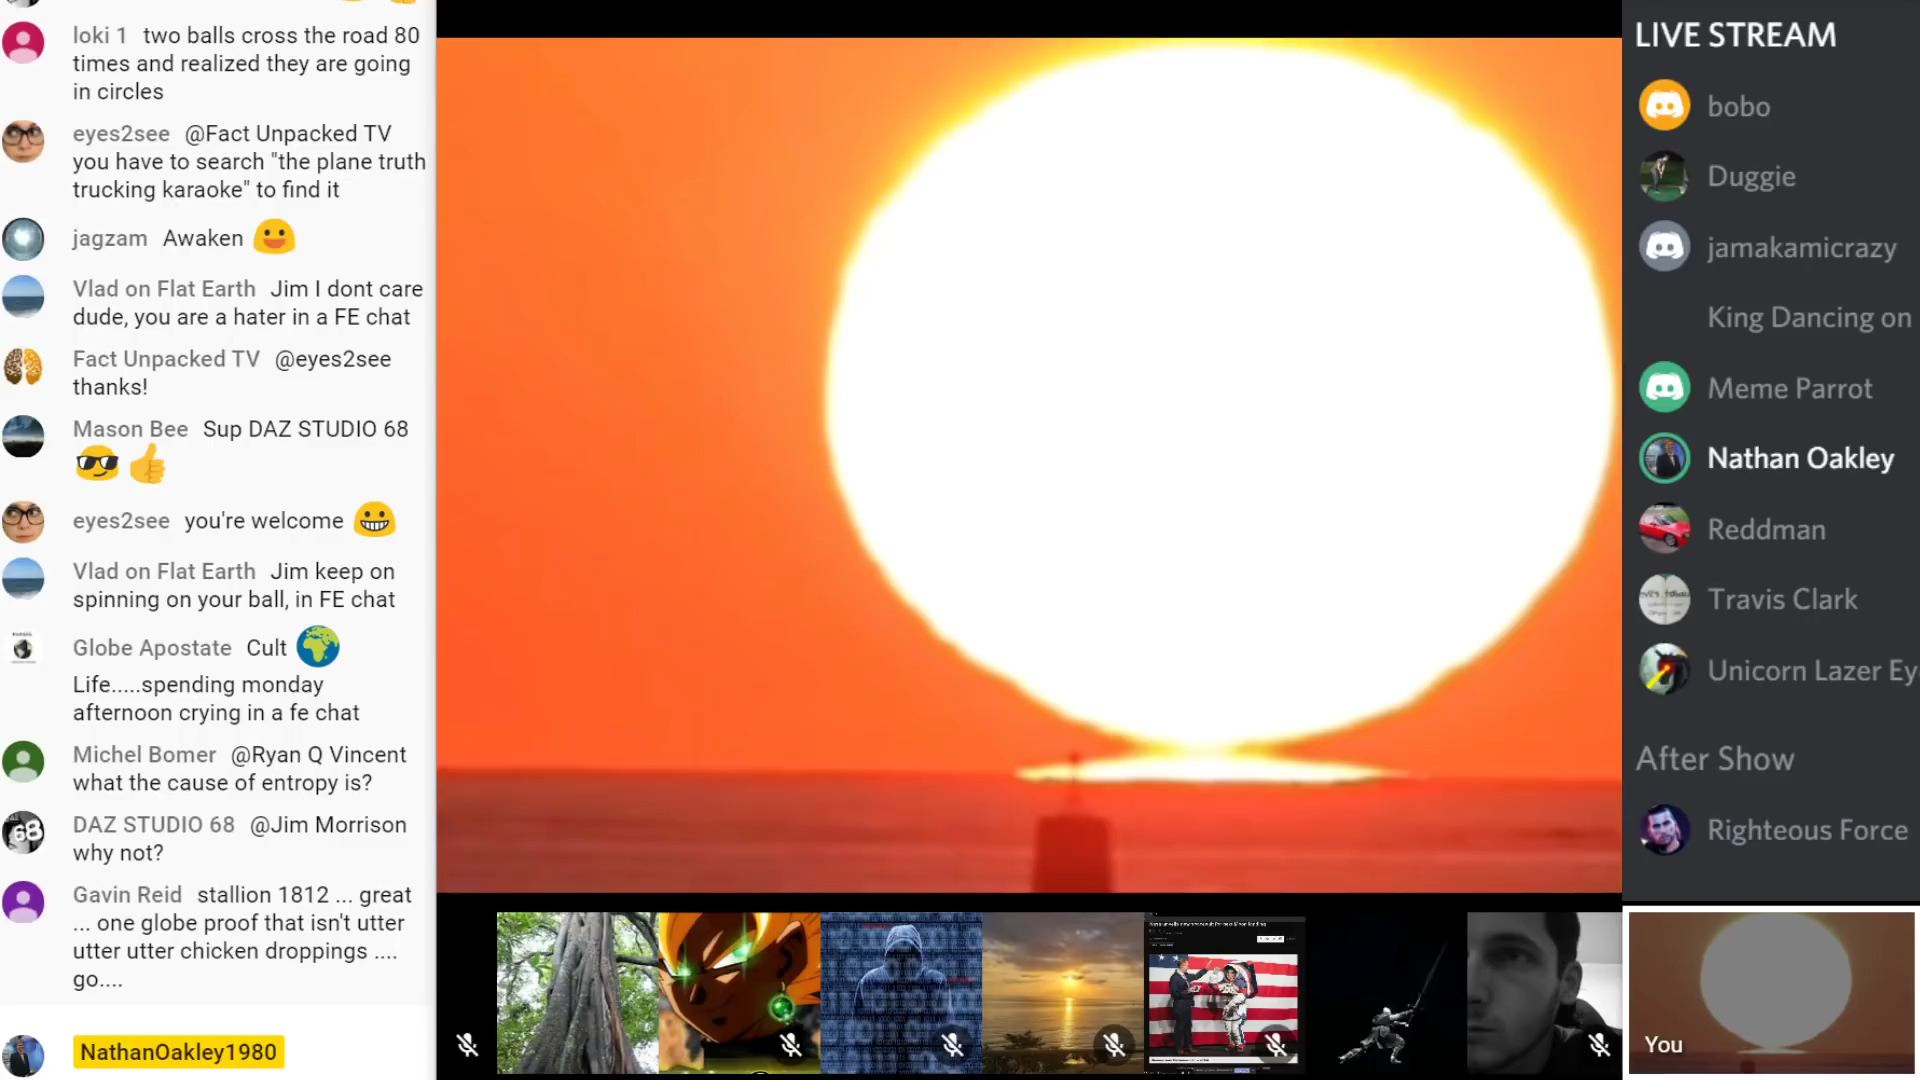 loki 1 two balls cross the road 80
times and realized they are going
in circles
eyes2see @Fact Unpacked TV
you have to search "the plane truth
trucking karaoke" to find it
jagzam Awaken
Vlad on Flat Earth Jim I dont care
dude, you are a hater in a FE chat
Fact Unpacked TV @eyes2see
thanks!
Mason Bee Sup DAZ STUDIO 68
eyes2see you're welcome
Vlad on Flat Earth Jim keep on
spinning on your ball, in FE chat
Globe Apostate Cult
Life.....spending monday
afternoon crying in a fe chat
Michel Bomer @Ryan Q Vincent
what the cause of entropy is?
68
DAZ STUDIO 68 @Jim Morrison
why not?
Gavin Reid stallion 1812 ... great
... one globe proof that isn't utter
utter utter chicken droppings ....
go....
NathanOakley1980
LIVE STREAM
bobo
Duggie
jamakamicrazy
King Dancing on
Meme Parrot
Nathan Oakley
Reddman
Travis Clark
Unicorn Lazer Ey
After Show
Righteous Force
You